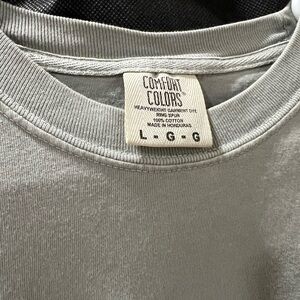 COMFORT
COLORS®
HEAVYWEIGHT GARMENT DYE
RING SPUN
100% COTTON
MADE IN HONDURAS
L - G - G